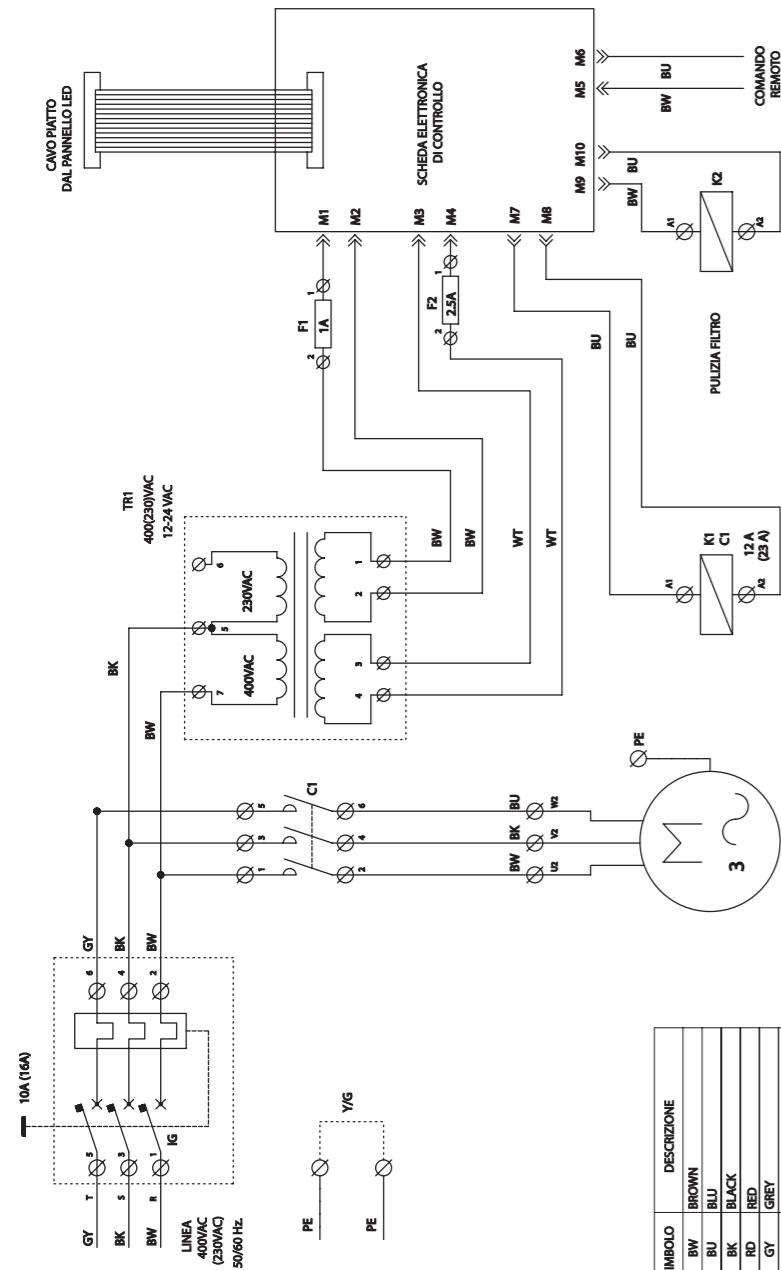 CAVO PIATTO
DAL PANNELLO LED
SCHEDA ELETTRONICA
DI CONTROLLO
M1
M2
M3
M4
M7
M8
M9
M10
M5
M6
BU
BW
COMANDO
REMOTO
BU
BW
A1
K2
A2
PULIZIA FILTRO
1
F1
1A
2
1
F2
2.5A
2
BU
BU
TR1
400(230)VAC
12-24 VAC
6
230VAC
5
400VAC
7
1
2
3
4
BW
BW
WT
WT
A1
K1
C1
12 A
(23 A)
A2
BK
BW
10A (16A)
GY
BK
BW
6
4
2
IG
5
3
1
T
S
R
GY
BK
BW
LINEA
400VAC
(230VAC)
50/60 Hz.
5
3
1
C1
6
4
2
BU
BK
BW
W2
V2
U2
PE
M
3
PE
PE
Y/G
IMBOLO DESCRIZIONE
BW BROWN
BU BLU
BK BLACK
RD RED
GY GREY